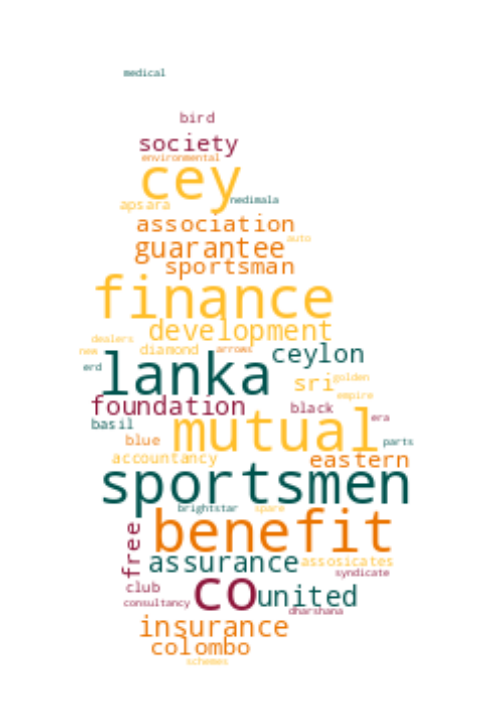 medical
bird
society
environmental
cey
nedimala
apsara
association
auto
guarantee
sportsman
finance
development
dealers
new diamond arrows ceylon
erd lanka
sri golden
empire
foundation black
era
basil mutual
blue parts
accountancy eastern
sportsmen
brightstar spare
free benefit
assurance assosicates
syndicate
club co united
consultancy
dharshana
insurance
colombo
schemes